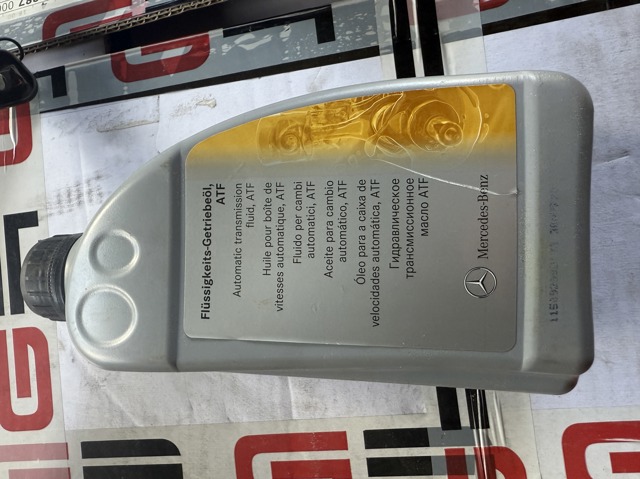 Flüssigkeits-Getriebeöl,
ATF
Automatic transmission
fluid, ATF
Huile pour boîte de
vitesses automatique, ATF
Fluido per cambi
automatici, ATF
Aceite para cambio
automático, ATF
Óleo para a caixa de
velocidades automática, ATF
Гидравлическое
трансмиссионное
масло ATF
Mercedes-Benz